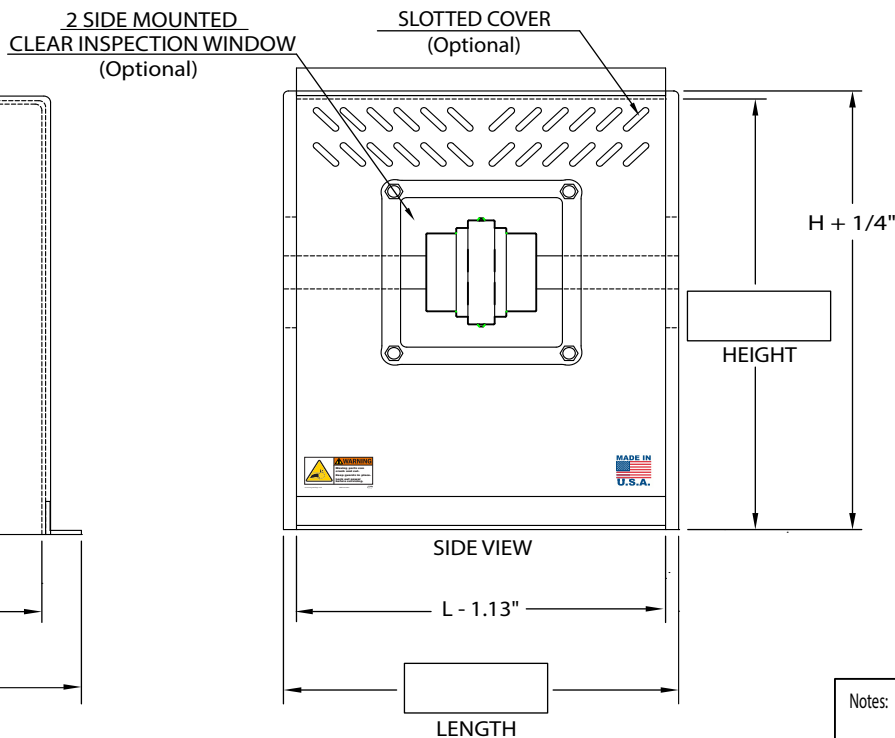 2 SIDE MOUNTED
CLEAR INSPECTION WINDOW
(Optional)
SLOTTED COVER
(Optional)
H + 1/4"
HEIGHT
WARNING
MADE IN
U.S.A.
SIDE VIEW
L - 1.13"
LENGTH
Notes: